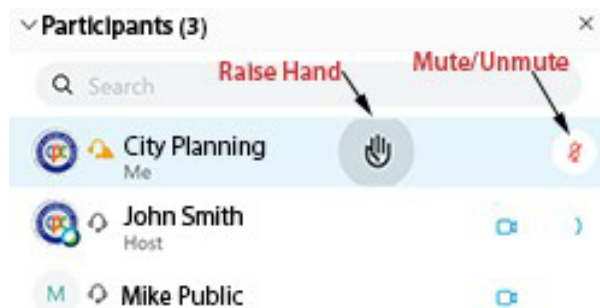 Participants (3)
Search
Raise Hand
Mute/Unmute
City Planning
Me
John Smith
Host
M Mike Public